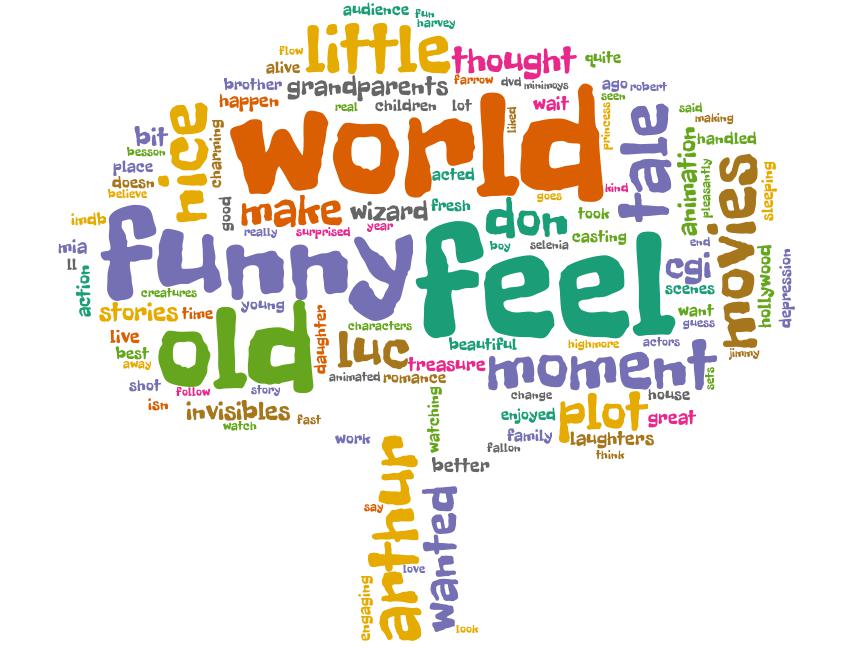 audience
fun
harvey
flow
little
thought
quite
alive
brother
grandparents
farrow
dvd
minimoys
ago
robert
seen
happen
real
children
lot
wait
princess
liked
world
nice
bit
besson
charming
place
doesn
believe
acted
kind
tale
said
making
handled
animation
pleasantly
movies
sleeping
good
make
wizard
fresh
goes
don
took
imdb
really
surprised
year
boy
selenia
casting
mia
ll
funny
feel
end
cgi
scenes
hollywood
depression
action
creatures
young
want
guess
stories
time
characters
live
old
daughter
luc
beautiful
highmore
actors
jimmy
best
away
treasure
moment
sets
animated
romance
shot
follow
story
change
house
isn
invisibles
fast
watch
watching
enjoyed
plot
great
work
family
laughters
fallon
think
better
arthur
wanted
say
love
engaging
look